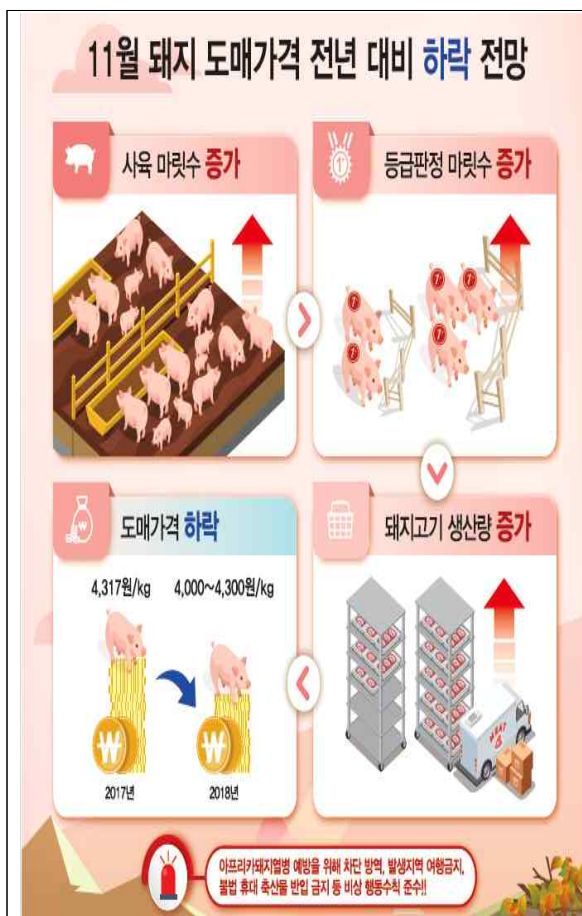 11월 돼지 도매가격 전년 대비 하락 전망
사육 마릿수 증가
등급판정 마릿수 증가
도매가격 하락
4,317원/kg
4,000~4,300원/kg
2017년
2018년
돼지고기 생산량 증가
MEAT
아프리카돼지열병 예방을 위해 차단 방역, 발생지역 여행금지,
불법 휴대 축산물 반입 금지 등 비상 행동수칙 준수!!